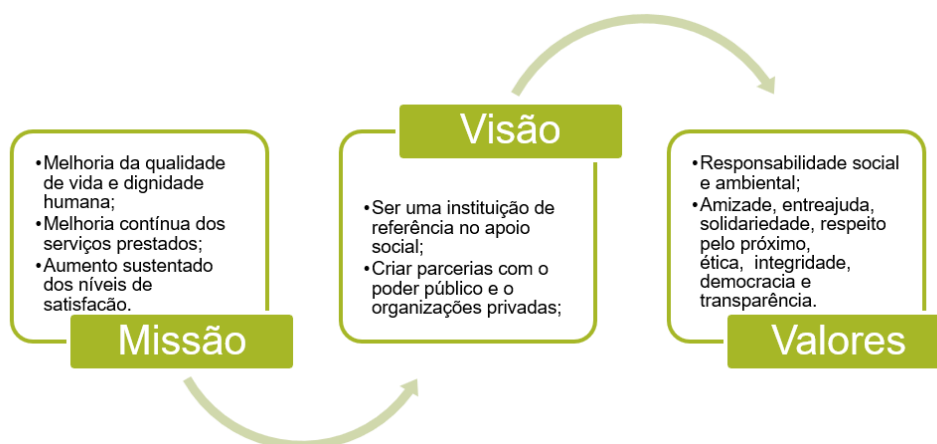 •Melhoria da qualidade
de vida e dignidade
humana;
•Melhoria contínua dos
serviços prestados;
•Aumento sustentado
dos níveis de
satisfação.
Missão
Visão
•Ser uma instituição de
referência no apoio
social;
•Criar parcerias com o
poder público e o
organizações privadas;
•Responsabilidade social
e ambiental;
•Amizade, entreajuda,
solidariedade, respeito
pelo próximo,
ética, integridade,
democracia e
transparência.
Valores